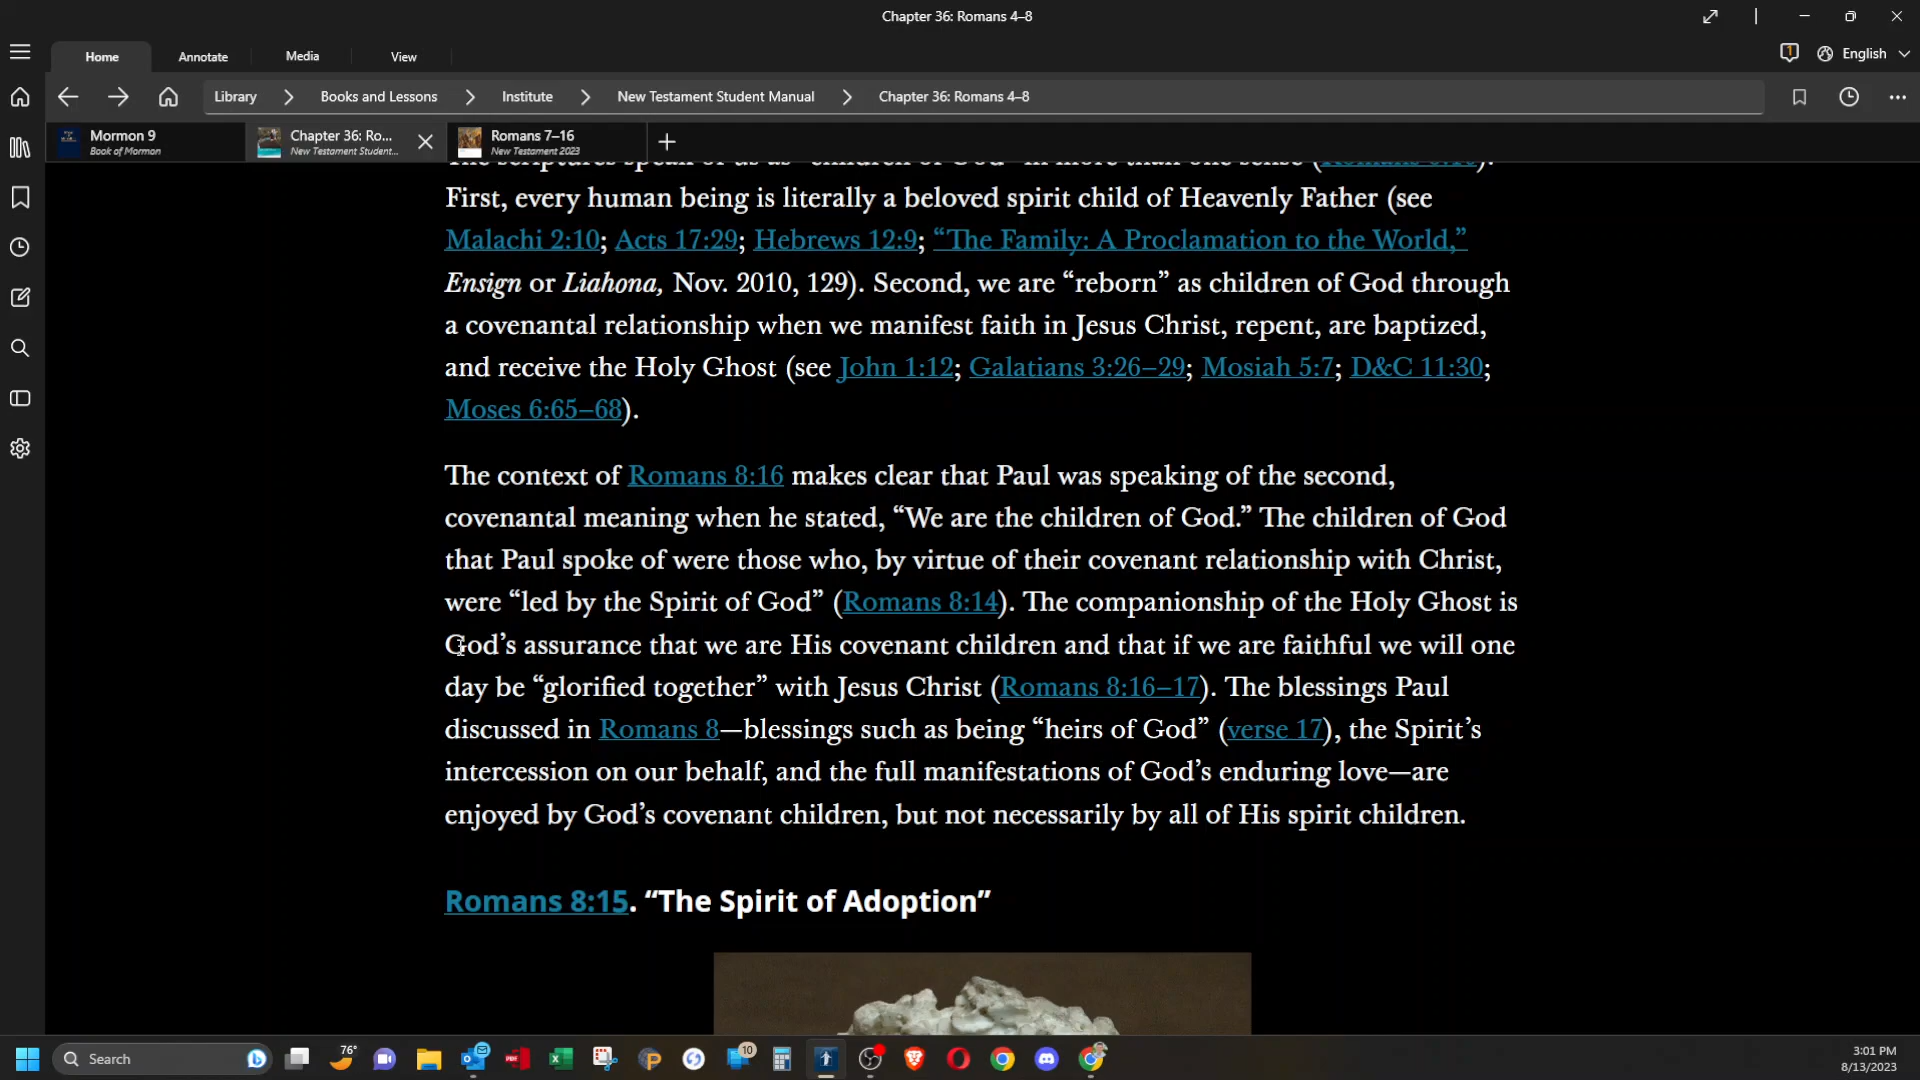 Chapter 36: Romans 4–8
Home
Annotate
Media
View
1
English
Library
Books and Lessons
Institute
New Testament Student Manual
Chapter 36: Romans 4–8
Mormon 9
Book of Mormon
Chapter 36: Ro...
New Testament Student...
Romans 7–16
New Testament 2023
First, every human being is literally a beloved spirit child of Heavenly Father (see
Malachi 2:10; Acts 17:29; Hebrews 12:9; “The Family: A Proclamation to the World,”
Ensign or Liahona, Nov. 2010, 129). Second, we are “reborn” as children of God through
a covenantal relationship when we manifest faith in Jesus Christ, repent, are baptized,
and receive the Holy Ghost (see John 1:12; Galatians 3:26–29; Mosiah 5:7; D&C 11:30;
Moses 6:65–68).
The context of Romans 8:16 makes clear that Paul was speaking of the second,
covenantal meaning when he stated, “We are the children of God.” The children of God
that Paul spoke of were those who, by virtue of their covenant relationship with Christ,
were “led by the Spirit of God” (Romans 8:14). The companionship of the Holy Ghost is
God’s assurance that we are His covenant children and that if we are faithful we will one
day be “glorified together” with Jesus Christ (Romans 8:16–17). The blessings Paul
discussed in Romans 8—blessings such as being “heirs of God” (verse 17), the Spirit’s
intercession on our behalf, and the full manifestations of God’s enduring love—are
enjoyed by God’s covenant children, but not necessarily by all of His spirit children.
Romans 8:15. “The Spirit of Adoption”
Search
76°
10
3:01 PM
8/13/2023